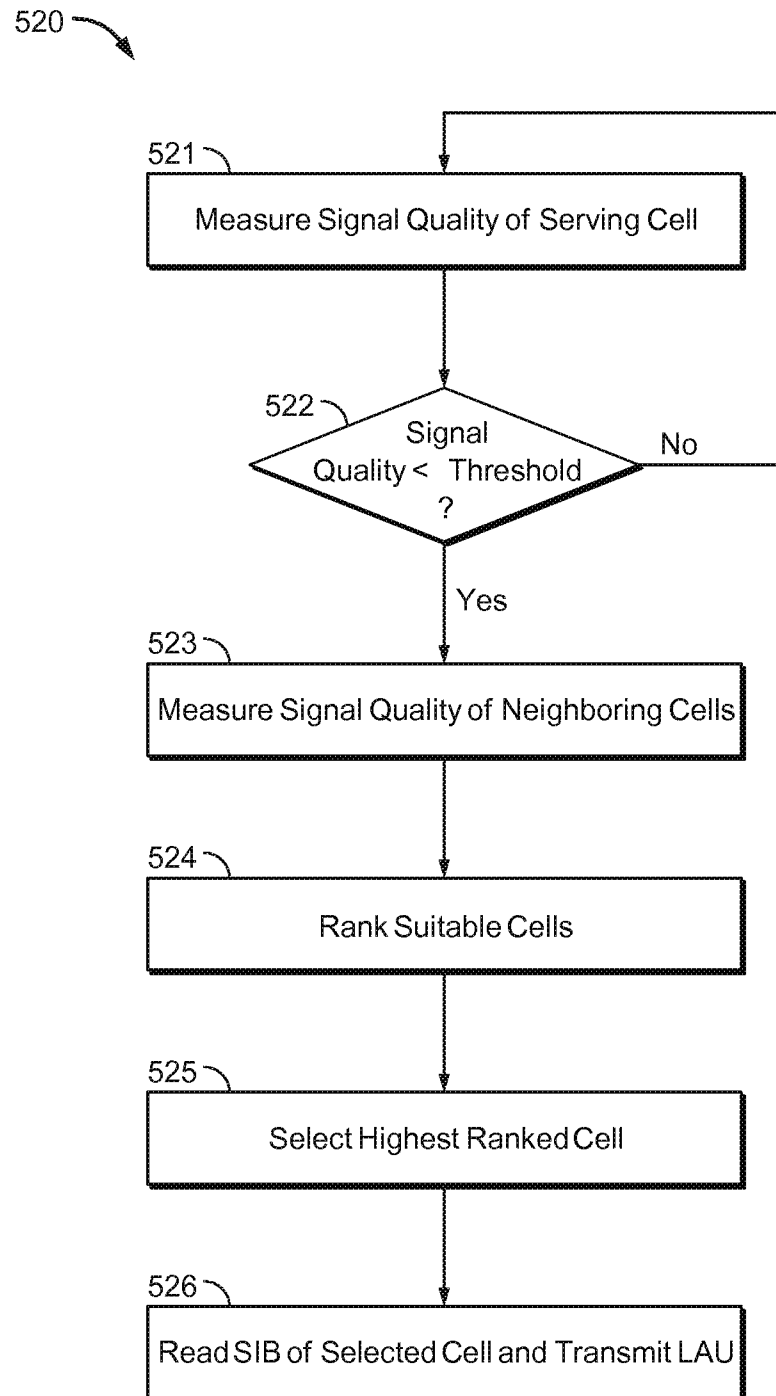 520
521
Measure Signal Quality of Serving Cell
522
Signal
Quality < Threshold
?
No
Yes
523
Measure Signal Quality of Neighboring Cells
524
Rank Suitable Cells
525
Select Highest Ranked Cell
526
Read SIB of Selected Cell and Transmit LAU